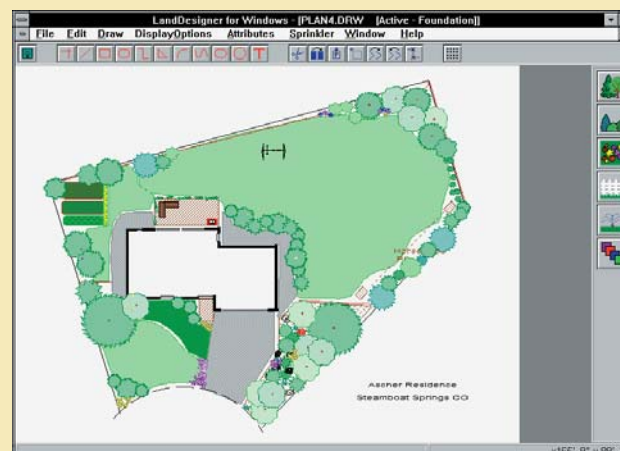 LandDesigner for Windows - [PLAN4.DRW [Active - Foundation]]
File Edit Draw DisplayOptions Attributes Sprinkler Window Help
T
Ascher Residence
Steamboat Springs CO